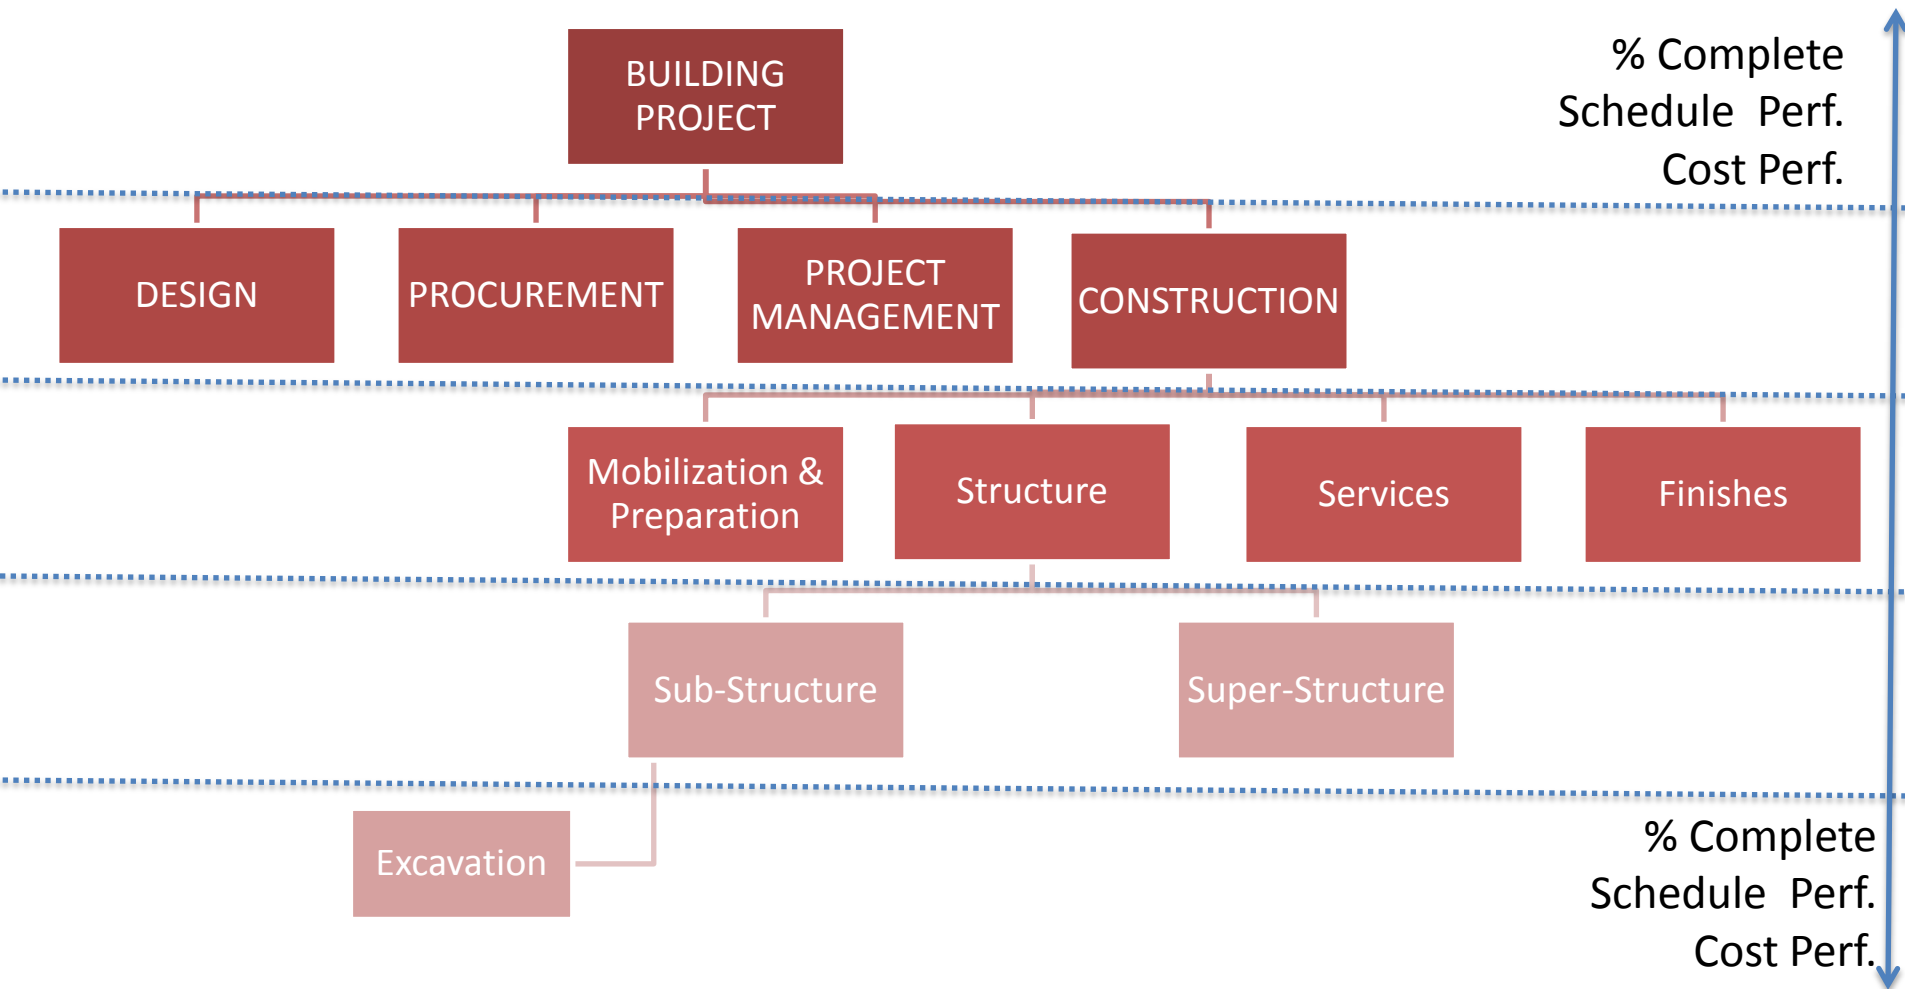 BUILDING
PROJECT
% Complete
Schedule Perf.
Cost Perf.
DESIGN
PROCUREMENT
PROJECT
MANAGEMENT
CONSTRUCTION
Mobilization &
Preparation
Structure
Services
Finishes
Sub-Structure
Super-Structure
Excavation
% Complete
Schedule Perf.
Cost Perf.